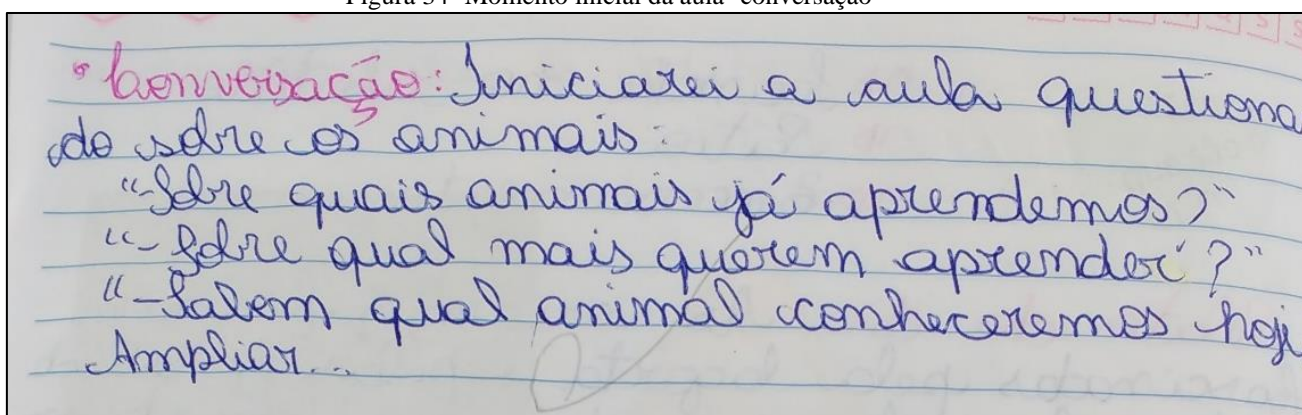 Figura 34- Momento inicial da aula- conversação
• Conversação: Iniciarei a aula questiona
do sobre os animais:
"-Sobre quais animais já aprendemos?"
"-Sobre qual mais querem aprender?"
"-Sabem qual animal conheceremos hoje
Ampliar...